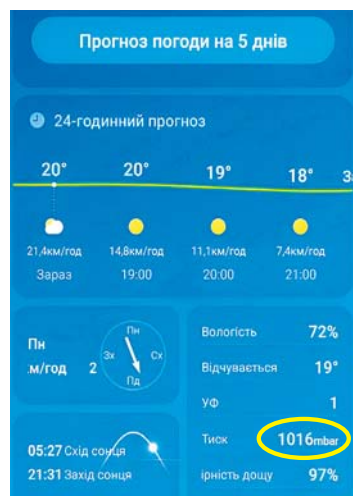 Прогноз погоди на 5 днів
24-годинний прогноз
20° 20° 19° 18° 3
21,4км/год 14,8км/год 11,1км/год 7,4км/год
Зараз 19:00 20:00 21:00
Пн
м/год 2
Пн
Зх Сх
Пд
05:27 Схід сонця
21:31 Захід сонця
Вологість 72%
Відчувається 19°
УФ 1
Тиск 1016mbar
ірність дощу 97%